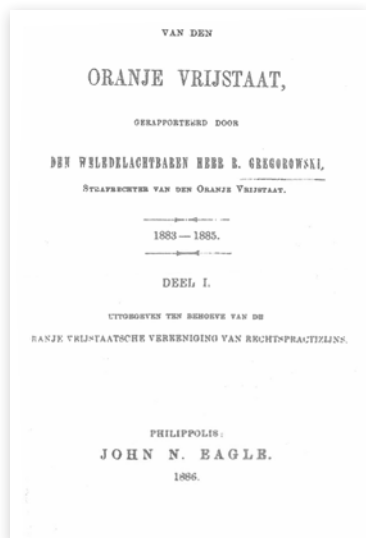 VAN DEN
ORANJE VRIJSTAAT,
GERAPPORTEERD DOOR
DEN WELEDELACHTBAREN HEER R. GREGOROWSKI,
STRAFRECHTER VAN DEN ORANJE VRIJSTAAT.
1883 — 1885.
DEEL I.
UITGEGEVEN TEN BEHOEVE VAN DE
RANJE VRIJSTAATSCHE VEREENIGING VAN RECHTSPRACTIZIJNS.
PHILIPPOLIS:
JOHN N. EAGLE.
1886.